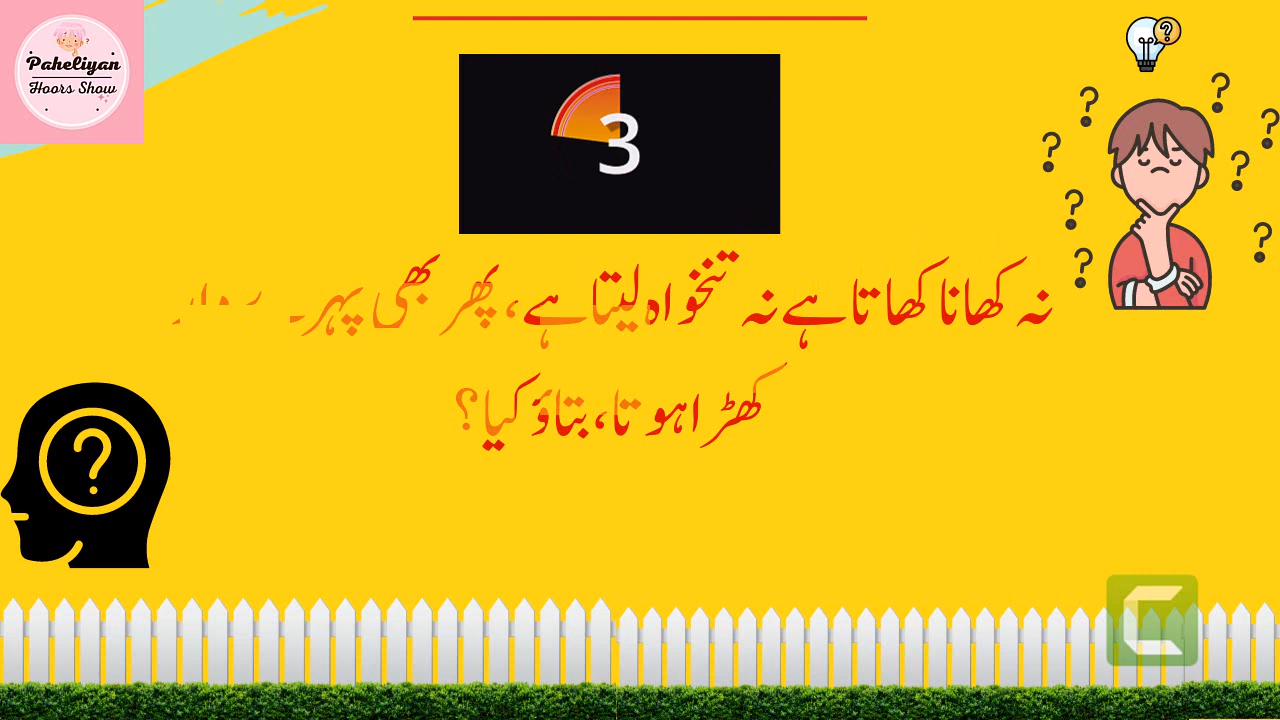 Paheliyan
Hoors Show
3
نہ کھانا کھاتا ہے نہ تنخواہ لیتا ہے، پھر بھی
کھڑا ہوتا، بتاؤ کیا؟